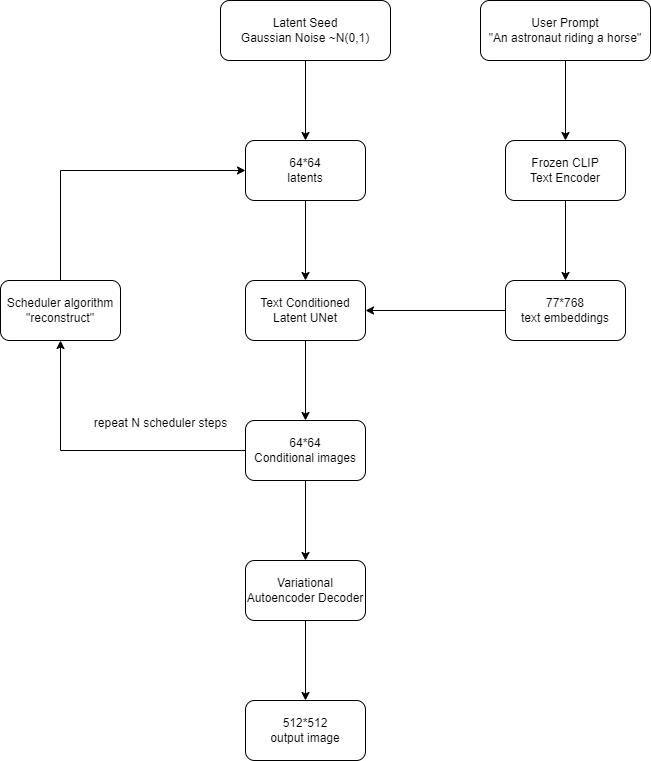 Latent Seed
Gaussian Noise ~N(0,1)
User Prompt
"An astronaut riding a horse"
64*64
latents
Frozen CLIP
Text Encoder
Scheduler algorithm
"reconstruct"
Text Conditioned
Latent UNet
77*768
text embeddings
repeat N scheduler steps
64*64
Conditional images
Variational
Autoencoder Decoder
512*512
output image